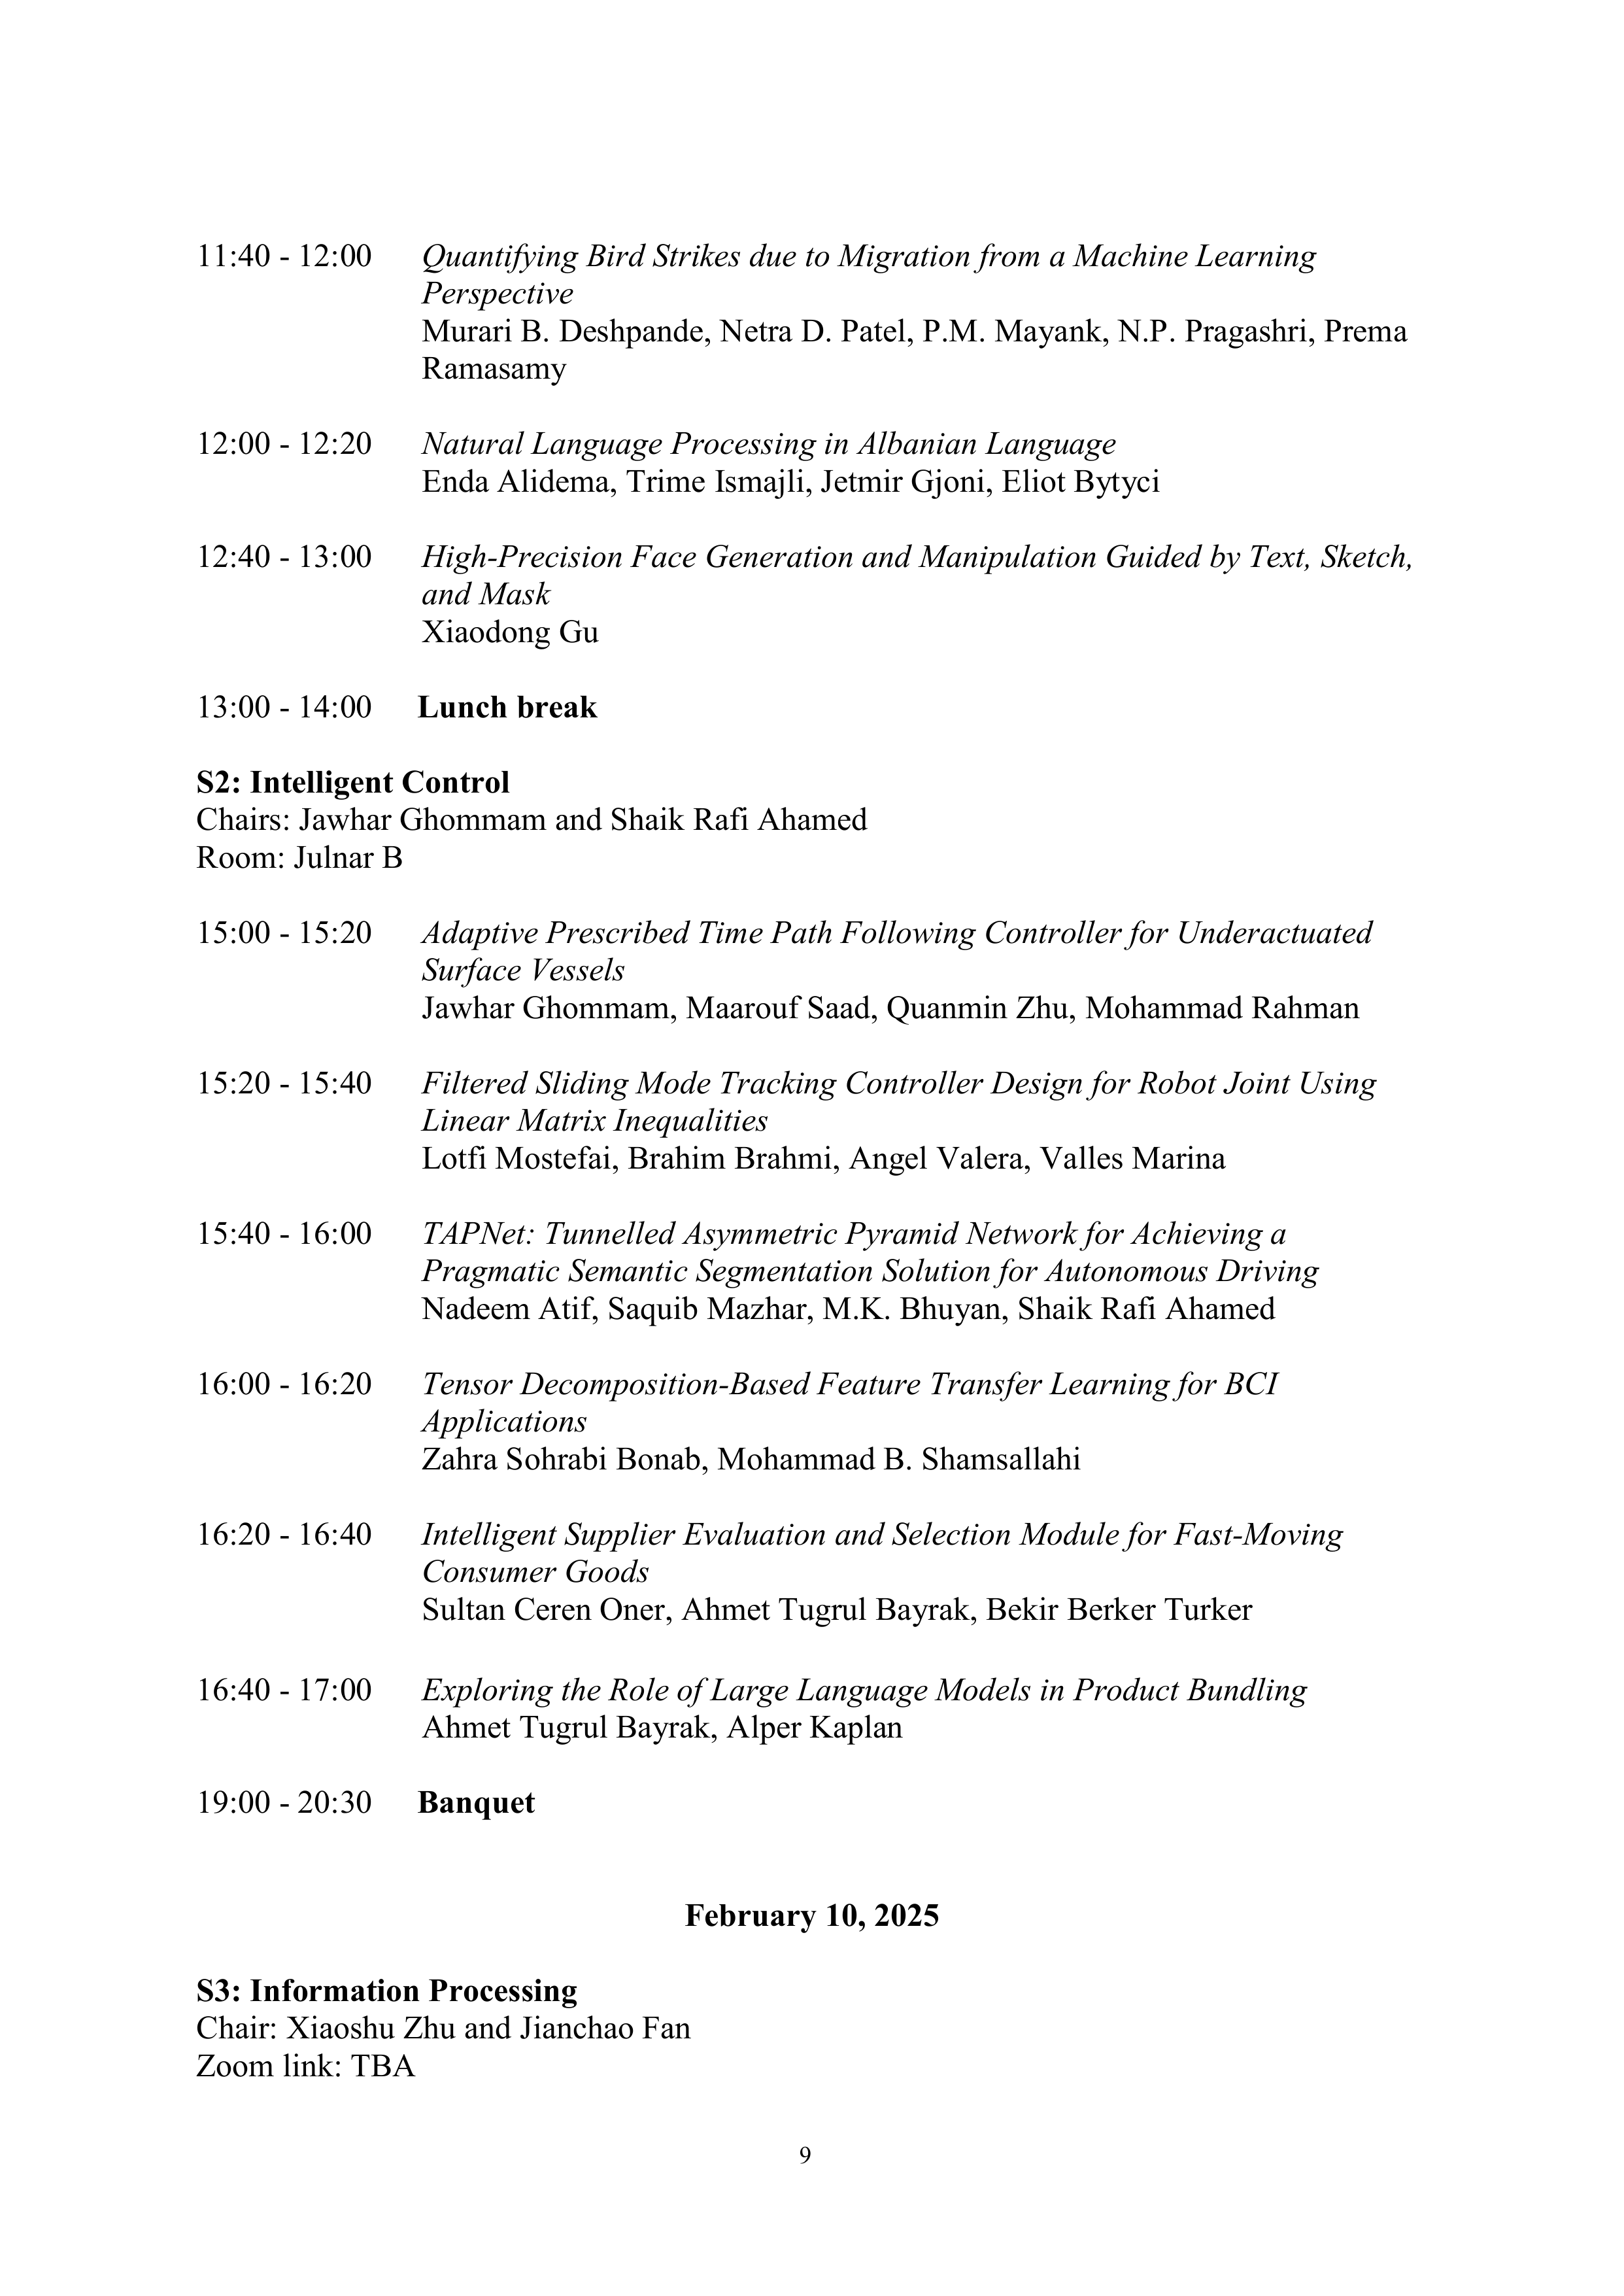 11:40 - 12:00 Quantifying Bird Strikes due to Migration from a Machine Learning
Perspective
Murari B. Deshpande, Netra D. Patel, P.M. Mayank, N.P. Pragashri, Prema
Ramasamy
12:00 - 12:20 Natural Language Processing in Albanian Language
Enda Alidema, Trime Ismajli, Jetmir Gjoni, Eliot Bytyci
12:40 - 13:00 High-Precision Face Generation and Manipulation Guided by Text, Sketch,
and Mask
Xiaodong Gu
13:00 - 14:00 Lunch break
S2: Intelligent Control
Chairs: Jawhar Ghommam and Shaik Rafi Ahamed
Room: Julnar B
15:00 - 15:20 Adaptive Prescribed Time Path Following Controller for Underactuated
Surface Vessels
Jawhar Ghommam, Maarouf Saad, Quanmin Zhu, Mohammad Rahman
15:20 - 15:40 Filtered Sliding Mode Tracking Controller Design for Robot Joint Using
Linear Matrix Inequalities
Lotfi Mostefai, Brahim Brahmi, Angel Valera, Valles Marina
15:40 - 16:00 TAPNet: Tunnelled Asymmetric Pyramid Network for Achieving a
Pragmatic Semantic Segmentation Solution for Autonomous Driving
Nadeem Atif, Saquib Mazhar, M.K. Bhuyan, Shaik Rafi Ahamed
16:00 - 16:20 Tensor Decomposition-Based Feature Transfer Learning for BCI
Applications
Zahra Sohrabi Bonab, Mohammad B. Shamsallahi
16:20 - 16:40 Intelligent Supplier Evaluation and Selection Module for Fast-Moving
Consumer Goods
Sultan Ceren Oner, Ahmet Tugrul Bayrak, Bekir Berker Turker
16:40 - 17:00 Exploring the Role of Large Language Models in Product Bundling
Ahmet Tugrul Bayrak, Alper Kaplan
19:00 - 20:30 Banquet
February 10, 2025
S3: Information Processing
Chair: Xiaoshu Zhu and Jianchao Fan
Zoom link: TBA
9